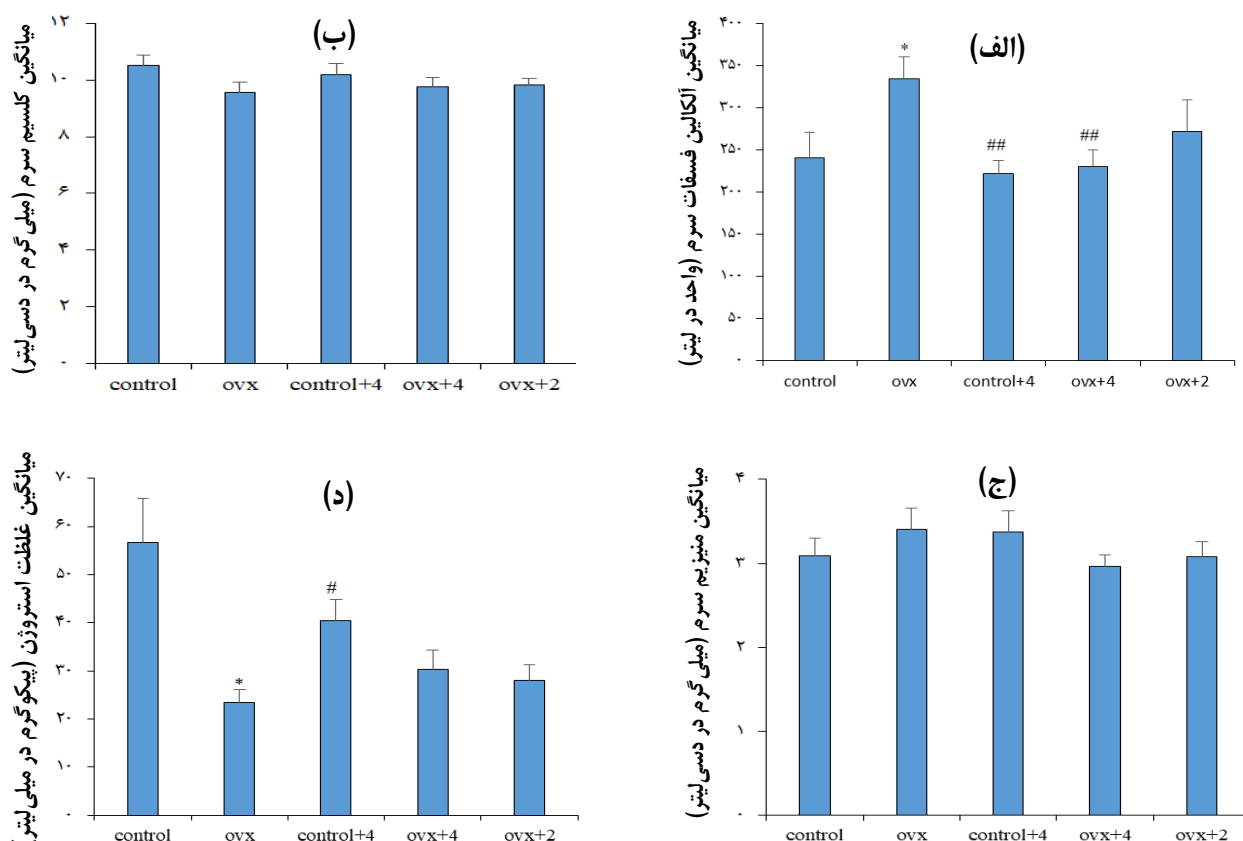 میانگین آلکالین فسفات سرم (واحد در لیتر)
(الف)
۴۰۰
۳۵۰
۳۰۰
۲۵۰
۲۰۰
۱۵۰
۱۰۰
۵۰
۰
*
##
##
control ovx control+4 ovx+4 ovx+2
میانگین کلسیم سرم (میلی گرم در دسی‌لیتر)
(ب)
۱۲
۱۰
۸
۶
۴
۲
۰
control ovx control+4 ovx+4 ovx+2
میانگین منیزیم سرم (میلی گرم در دسی‌لیتر)
(ج)
۴
۳
۲
۱
۰
control ovx control+4 ovx+4 ovx+2
میانگین غلظت استروژن (پیکوگرم در میلی‌لیتر)
(د)
۷۰
۶۰
۵۰
۴۰
۳۰
۲۰
۱۰
۰
*
#
control ovx control+4 ovx+4 ovx+2